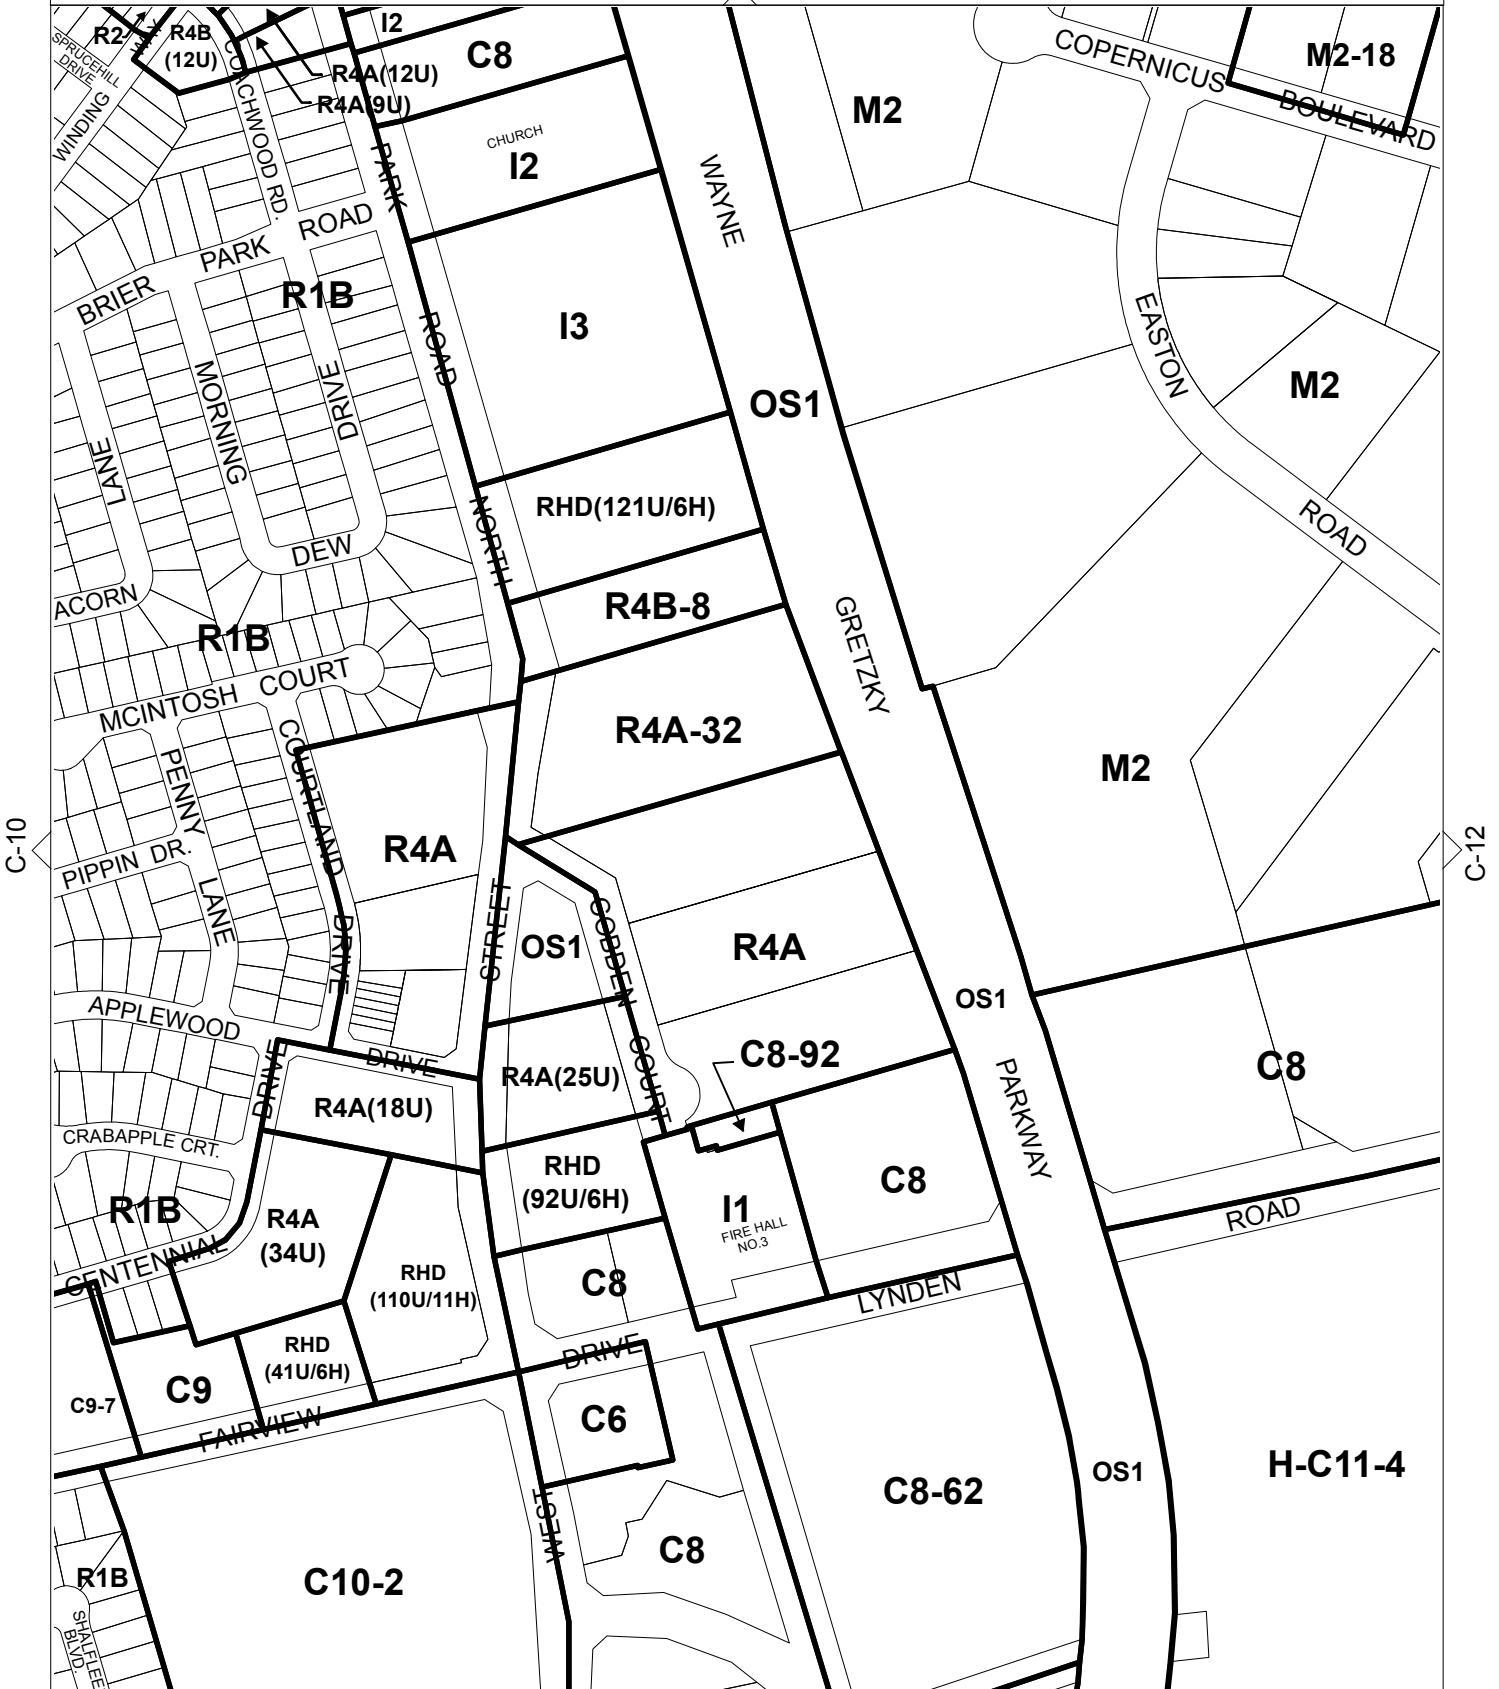 R2
WAY
R4B
(12U)
SPRUCEHILL
DRIVE
WINDING
COACHWOOD RD.
I2
C8
R4A(12U)
R4A(9U)
M2
COPERNICUS
BOULEVARD
M2-18
CHURCH
I2
PARK
ROAD
NORTH
WAYNE
BRIER
PARK
ROAD
R1B
I3
MORNING
DEW
DRIVE
EASTON
ROAD
M2
OS1
ACORN
LANE
RHD(121U/6H)
R4B-8
R1B
GRETZKY
MCINTOSH COURT
R4A-32
PENNY
LANE
COURTLAND
DRIVE
M2
C-10
C-12
R4A
PIPPIN DR.
STREET
OS1
COBDEN
COURT
R4A
OS1
APPLEWOOD
DRIVE
R4A(25U)
C8-92
C8
R4A(18U)
DRIVE
PARKWAY
CRABAPPLE CRT.
RHD
(92U/6H)
R1B
R4A
(34U)
I1
FIRE HALL
NO.3
C8
ROAD
CENTENNIAL
RHD
(110U/11H)
C8
LYNDEN
RHD
(41U/6H)
DRIVE
C9-7
C9
FAIRVIEW
C6
C8-62
OS1
H-C11-4
WEST
C8
R1B
C10-2
SHALFLEE
BLVD.